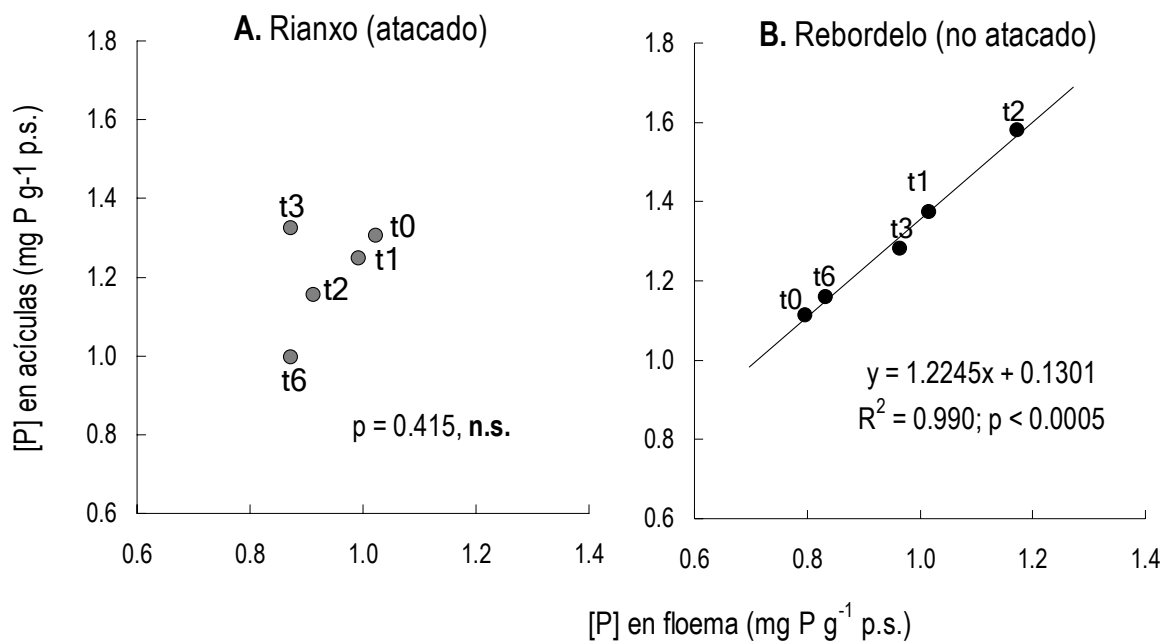 A. Rianxo (atacado)
[P] en acículas (mg P g-1 p.s.)
1.8
1.6
1.4
1.2
1.0
0.8
0.6
0.6
0.8
1.0
1.2
1.4
t3
t0
t1
t2
t6
p = 0.415, n.s.
B. Rebordelo (no atacado)
1.8
1.6
1.4
1.2
1.0
0.8
0.6
0.6
0.8
1.0
1.2
1.4
t2
t1
t3
t6
t0
y = 1.2245x + 0.1301
R² = 0.990; p < 0.0005
[P] en floema (mg P g⁻¹ p.s.)